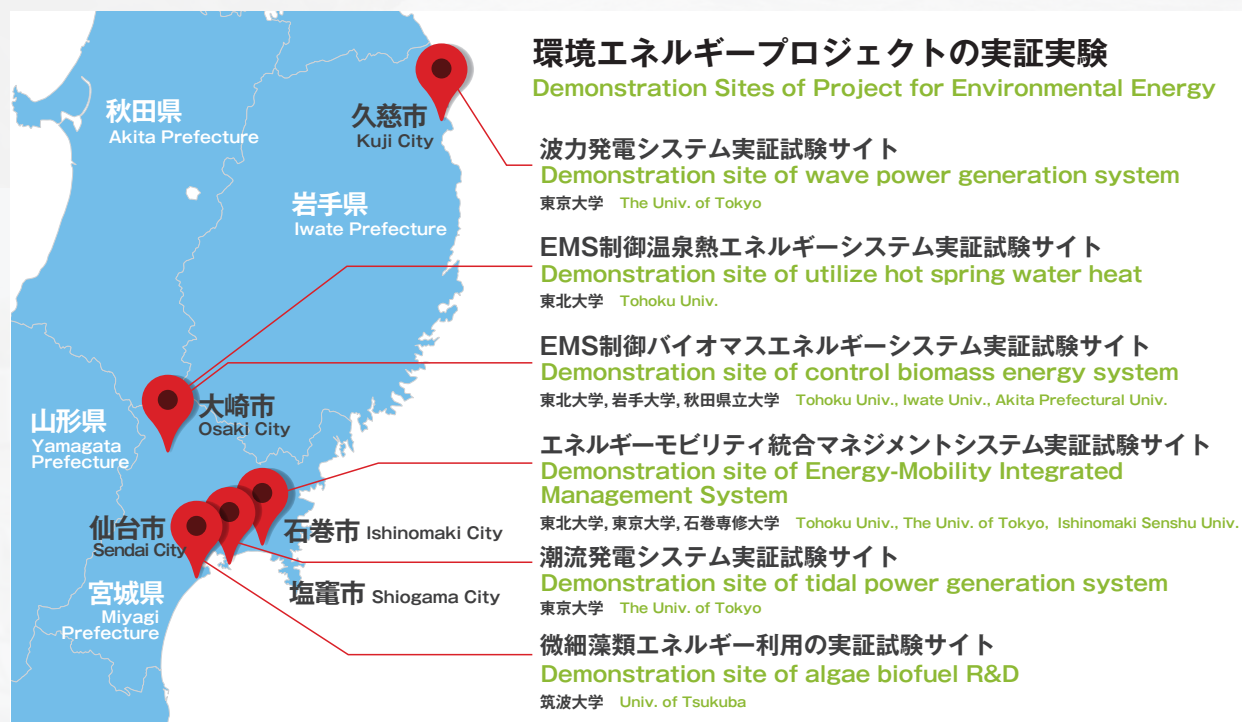 環境エネルギープロジェクトの実証実験
Demonstration Sites of Project for Environmental Energy
秋田県
Akita Prefecture
久慈市
Kuji City
岩手県
Iwate Prefecture
大崎市
Osaki City
山形県
Yamagata
Prefecture
仙台市
Sendai City
石巻市 Ishinomaki City
塩竈市 Shiogama City
宮城県
Miyagi
Prefecture
波力発電システム実証試験サイト
Demonstration site of wave power generation system
東京大学 The Univ. of Tokyo
EMS制御温泉熱エネルギーシステム実証試験サイト
Demonstration site of utilize hot spring water heat
東北大学 Tohoku Univ.
EMS制御バイオマスエネルギーシステム実証試験サイト
Demonstration site of control biomass energy system
東北大学, 岩手大学, 秋田県立大学 Tohoku Univ., Iwate Univ., Akita Prefectural Univ.
エネルギーモビリティ統合マネジメントシステム実証試験サイト
Demonstration site of Energy-Mobility Integrated
Management System
東北大学, 東京大学, 石巻専修大学 Tohoku Univ., The Univ. of Tokyo, Ishinomaki Senshu Univ.
潮流発電システム実証試験サイト
Demonstration site of tidal power generation system
東京大学 The Univ. of Tokyo
微細藻類エネルギー利用の実証試験サイト
Demonstration site of algae biofuel R&D
筑波大学 Univ. of Tsukuba